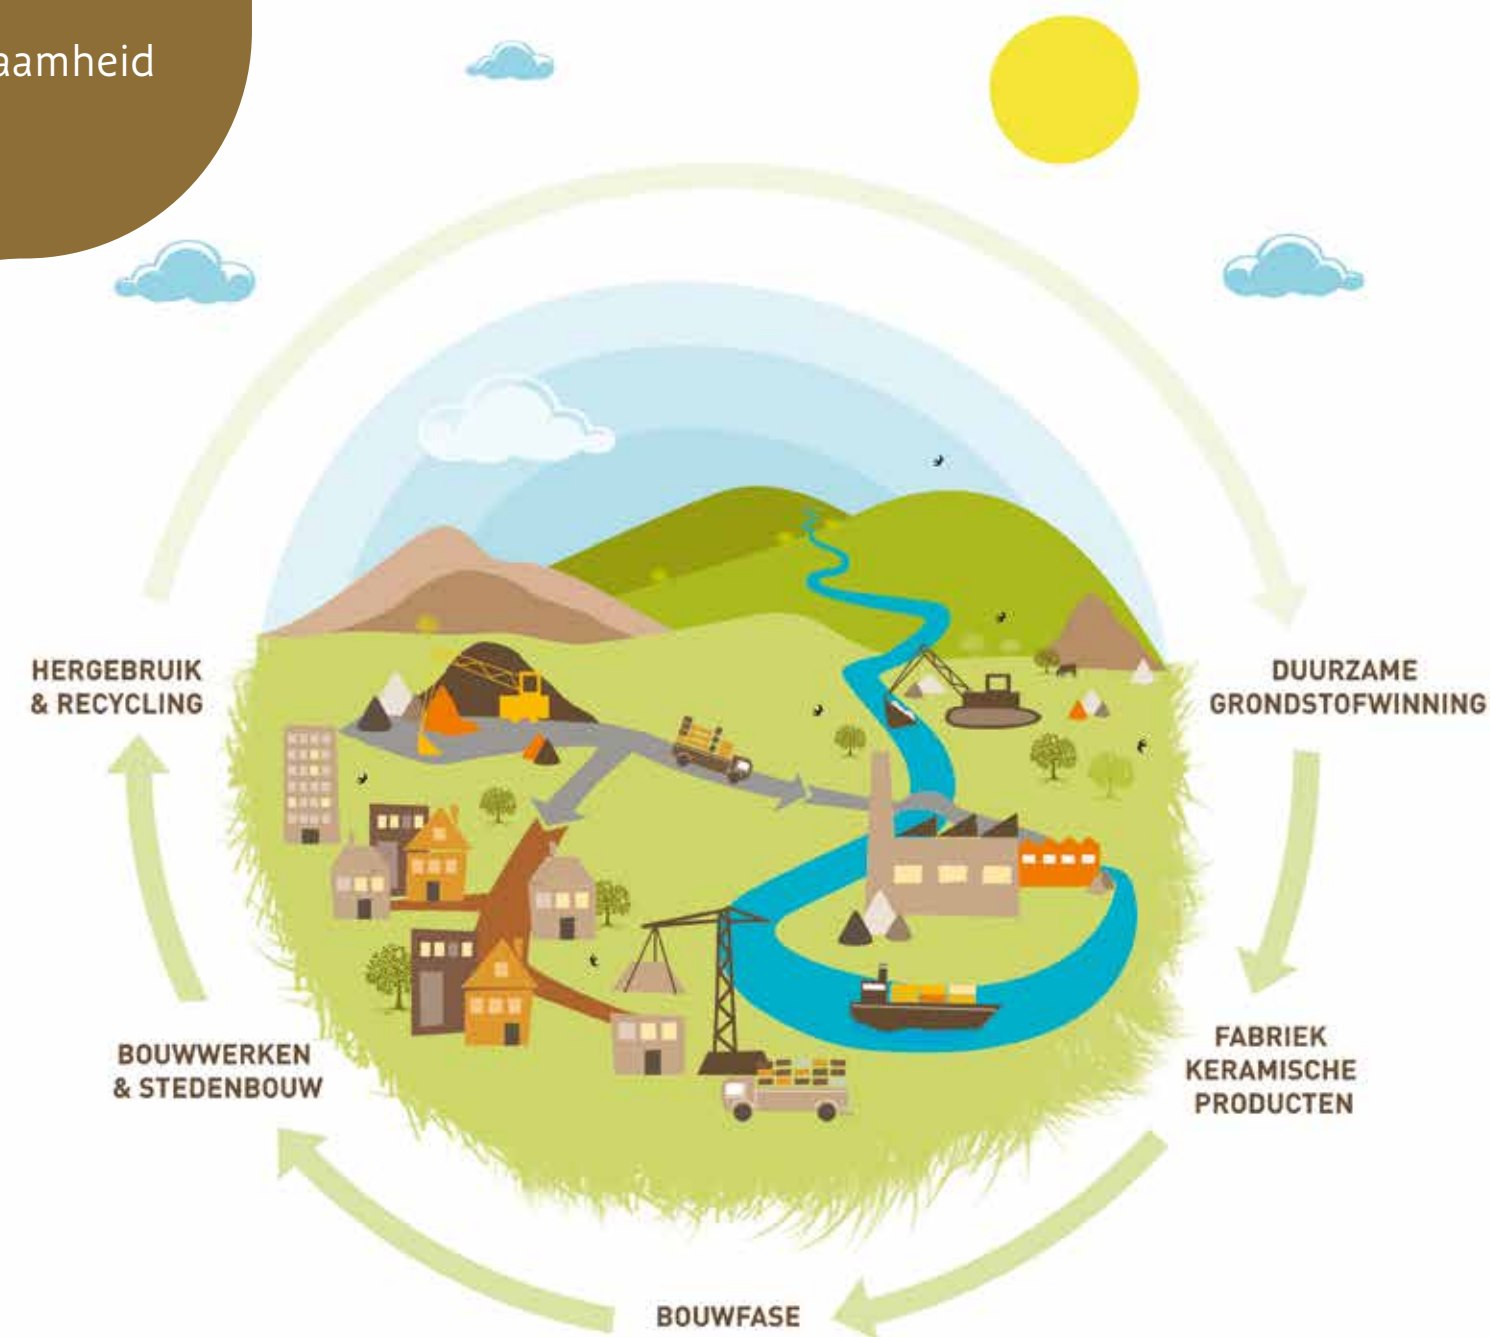 aamheid
HERGEBRUIK
& RECYCLING
DUURZAME
GRONDSTOFWINNING
BOUWWERKEN
& STEDENBOUW
FABRIEK
KERAMISCHE
PRODUCTEN
BOUWFASE